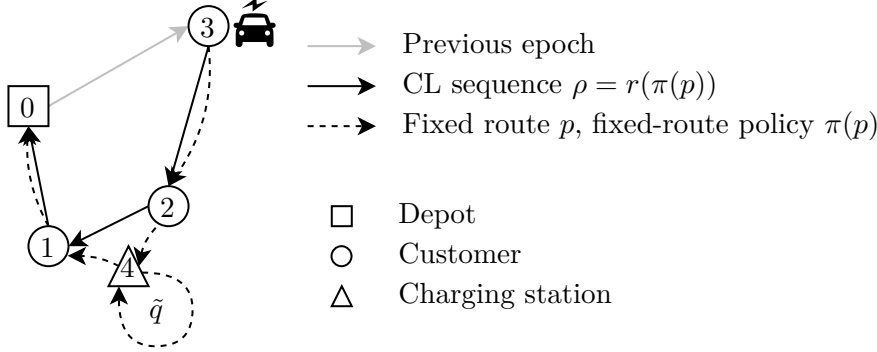 3
Previous epoch
CL sequence ρ = r(π(p))
0
Fixed route p, fixed-route policy π(p)
2
Depot
1
Customer
4
Charging station
q̃